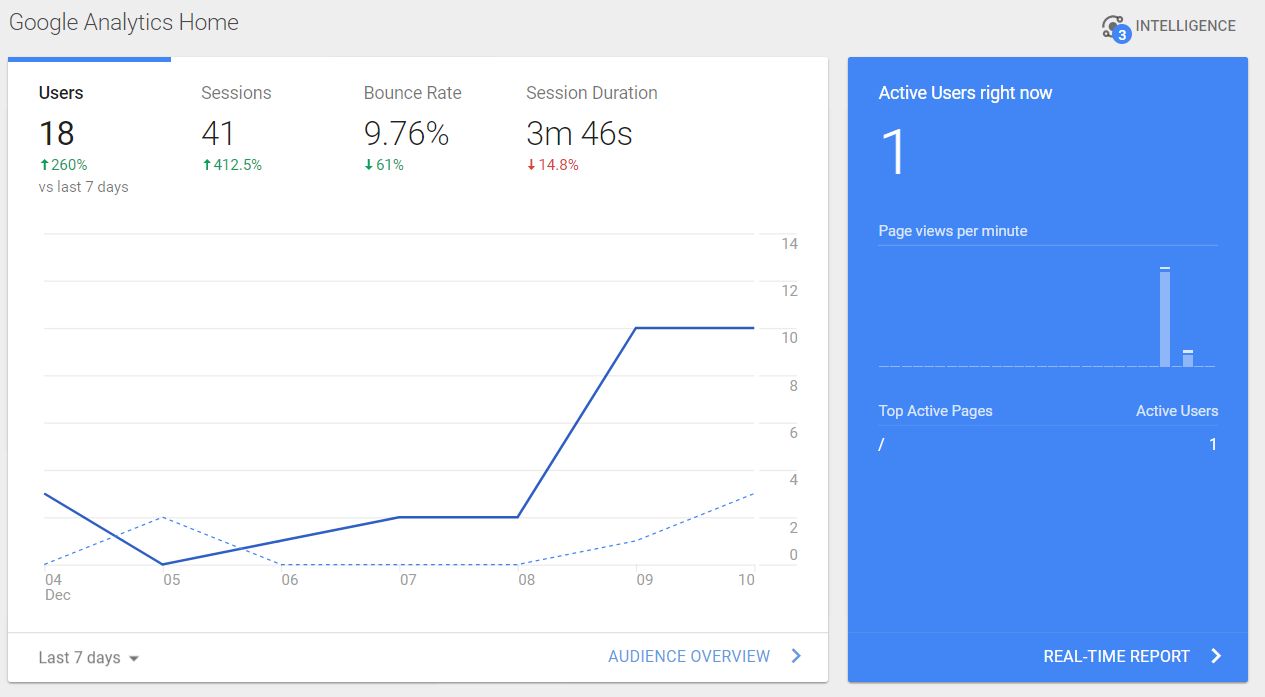 Google Analytics Home
3 INTELLIGENCE
Users Sessions Bounce Rate Session Duration
18 41 9.76% 3m 46s
↑260% ↑412.5% ↓61% ↓14.8%
vs last 7 days
14
12
10
8
6
4
2
0
04 05 06 07 08 09 10
Dec
Last 7 days
AUDIENCE OVERVIEW
Active Users right now
1
Page views per minute
Top Active Pages Active Users
/ 1
REAL-TIME REPORT